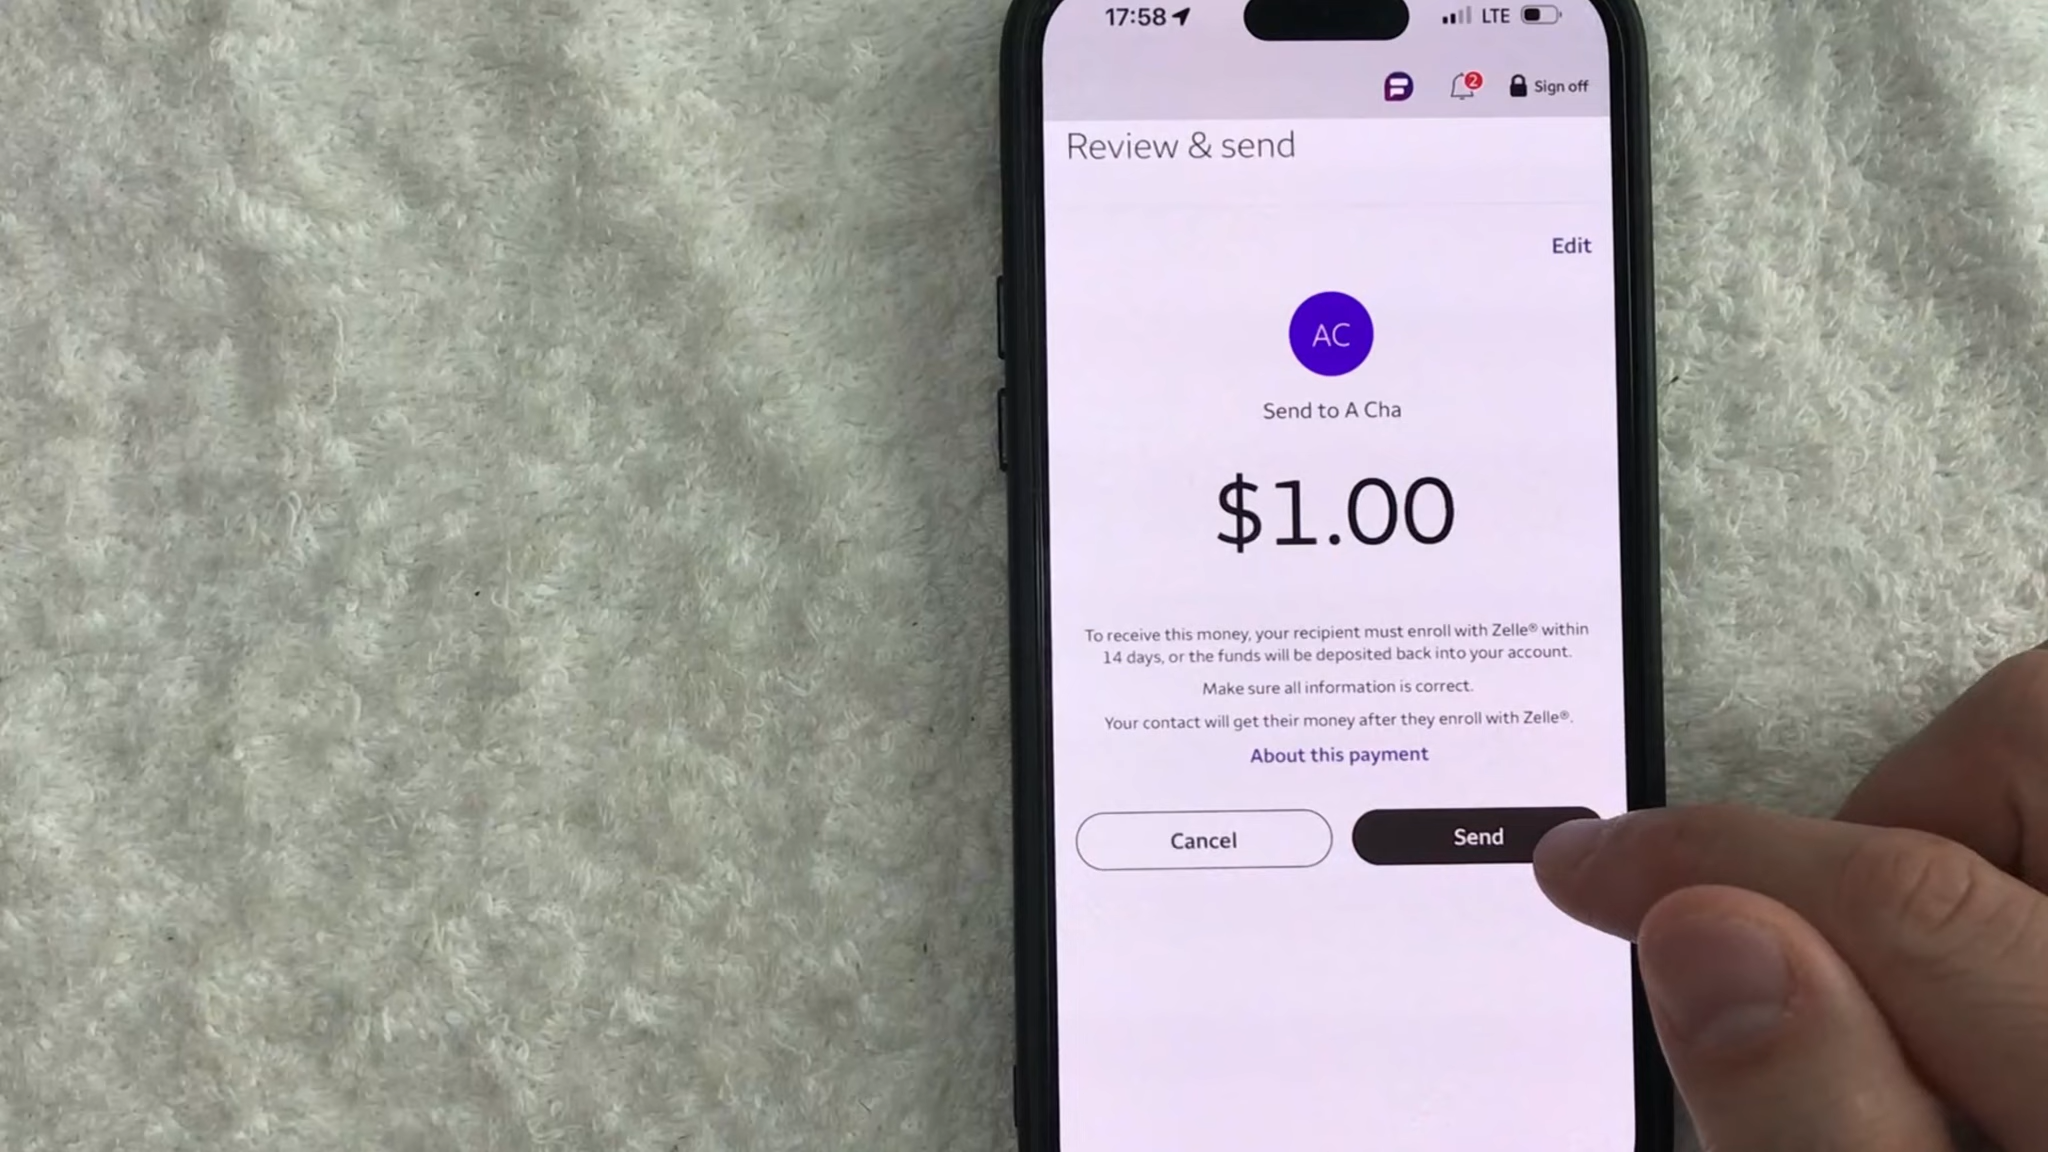 17:58
LTE
2
Sign off
Review & send
Edit
AC
Send to A Cha
$1.00
To receive this money, your recipient must enroll with Zelle® within
14 days, or the funds will be deposited back into your account.
Make sure all information is correct.
Your contact will get their money after they enroll with Zelle®.
About this payment
Cancel
Send